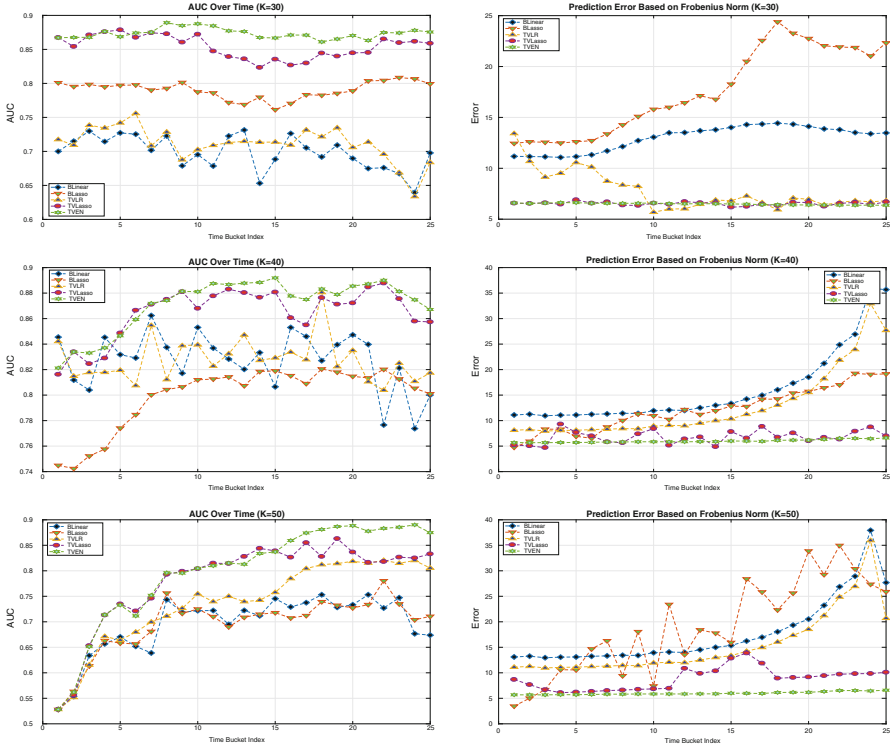 AUC Over Time (K=30)
0.9
0.85
0.8
0.75
0.7
0.65
0.6
AUC
BLinear
BLasso
TVLR
TVLasso
TVEN
0 5 10 15 20 25
Time Bucket Index
Prediction Error Based on Frobenius Norm (K=30)
25
20
15
10
5
Error
BLinear
BLasso
TVLR
TVLasso
TVEN
0 5 10 15 20 25
Time Bucket Index
AUC Over Time (K=40)
0.9
0.88
0.86
0.84
0.82
0.8
0.78
0.76
0.74
AUC
BLinear
BLasso
TVLR
TVLasso
TVEN
0 5 10 15 20 25
Time Bucket Index
Prediction Error Based on Frobenius Norm (K=40)
40
35
30
25
20
15
10
5
0
Error
BLinear
BLasso
TVLR
TVLasso
TVEN
0 5 10 15 20 25
Time Bucket Index
AUC Over Time (K=50)
0.9
0.85
0.8
0.75
0.7
0.65
0.6
0.55
0.5
AUC
BLinear
BLasso
TVLR
TVLasso
TVEN
0 5 10 15 20 25
Time Bucket Index
Prediction Error Based on Frobenius Norm (K=50)
40
35
30
25
20
15
10
5
0
Error
BLinear
BLasso
TVLR
TVLasso
TVEN
0 5 10 15 20 25
Time Bucket Index